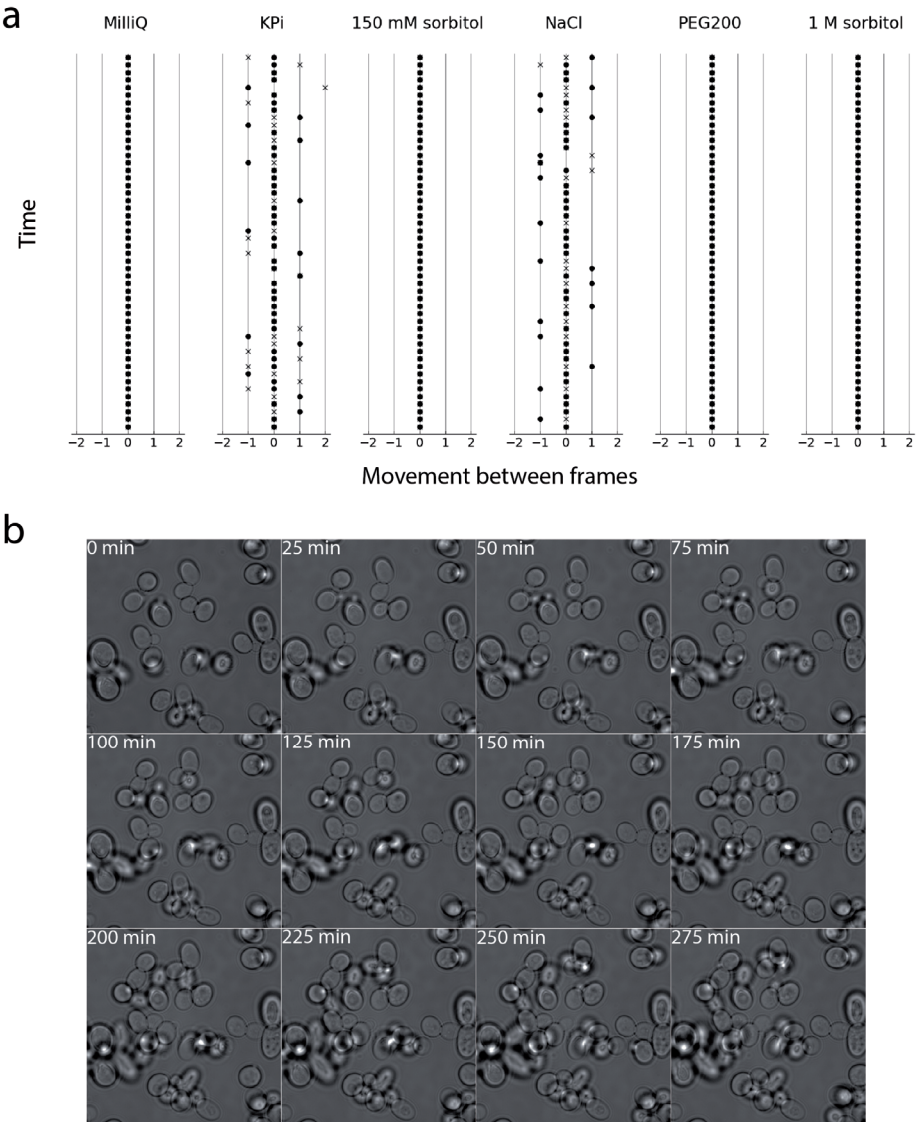 a
MilliQ KPi 150 mM sorbitol NaCl PEG200 1 M sorbitol
Time
−2 −1 0 1 2 −2 −1 0 1 2 −2 −1 0 1 2 −2 −1 0 1 2 −2 −1 0 1 2 −2 −1 0 1 2
Movement between frames
b
0 min 25 min 50 min 75 min
100 min 125 min 150 min 175 min
200 min 225 min 250 min 275 min